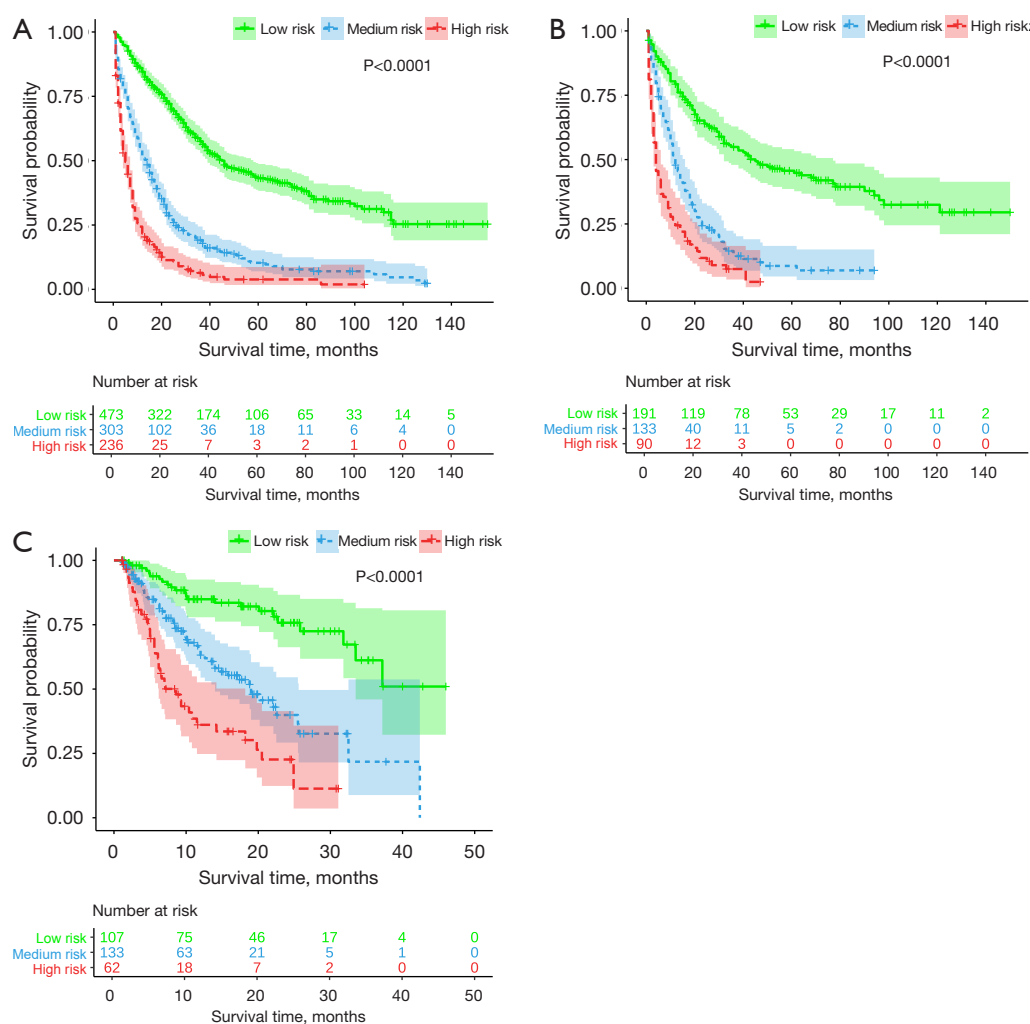 A
Low risk Medium risk High risk
P<0.0001
Survival probability
1.00
0.75
0.50
0.25
0.00
0 20 40 60 80 100 120 140
Survival time, months
Number at risk
Low risk 473 322 174 106 65 33 14 5
Medium risk 303 102 36 18 11 6 4 0
High risk 236 25 7 3 2 1 0 0
0 20 40 60 80 100 120 140
Survival time, months
B
Low risk Medium risk High risk:
P<0.0001
Survival probability
1.00
0.75
0.50
0.25
0.00
0 20 40 60 80 100 120 140
Survival time, months
Number at risk
Low risk 191 119 78 53 29 17 11 2
Medium risk 133 40 11 5 2 0 0 0
High risk 90 12 3 0 0 0 0 0
0 20 40 60 80 100 120 140
Survival time, months
C
Low risk Medium risk High risk
P<0.0001
Survival probability
1.00
0.75
0.50
0.25
0.00
0 10 20 30 40 50
Survival time, months
Number at risk
Low risk 107 75 46 17 4 0
Medium risk 133 63 21 5 1 0
High risk 62 18 7 2 0 0
0 10 20 30 40 50
Survival time, months